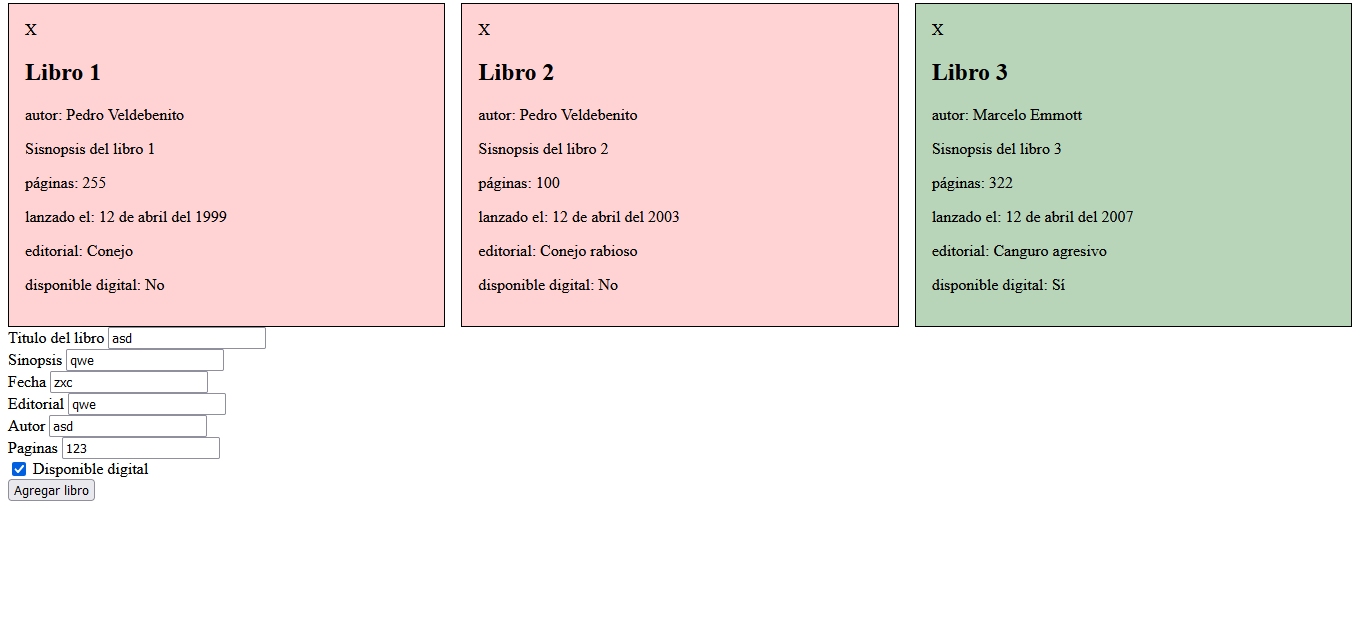 X
Libro 1
autor: Pedro Veldebenito
Sisnopsis del libro 1
páginas: 255
lanzado el: 12 de abril del 1999
editorial: Conejo
disponible digital: No
X
Libro 2
autor: Pedro Veldebenito
Sisnopsis del libro 2
páginas: 100
lanzado el: 12 de abril del 2003
editorial: Conejo rabioso
disponible digital: No
X
Libro 3
autor: Marcelo Emmott
Sisnopsis del libro 3
páginas: 322
lanzado el: 12 de abril del 2007
editorial: Canguro agresivo
disponible digital: Sí
Titulo del libro asd
Sinopsis qwe
Fecha zxc
Editorial qwe
Autor asd
Paginas 123
Disponible digital
Agregar libro